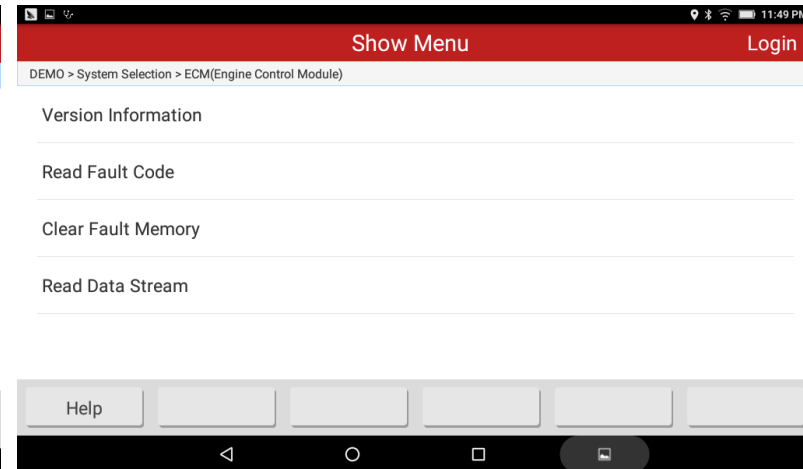 11:49 PM
Show Menu
Login
DEMO > System Selection > ECM(Engine Control Module)
Version Information
Read Fault Code
Clear Fault Memory
Read Data Stream
Help